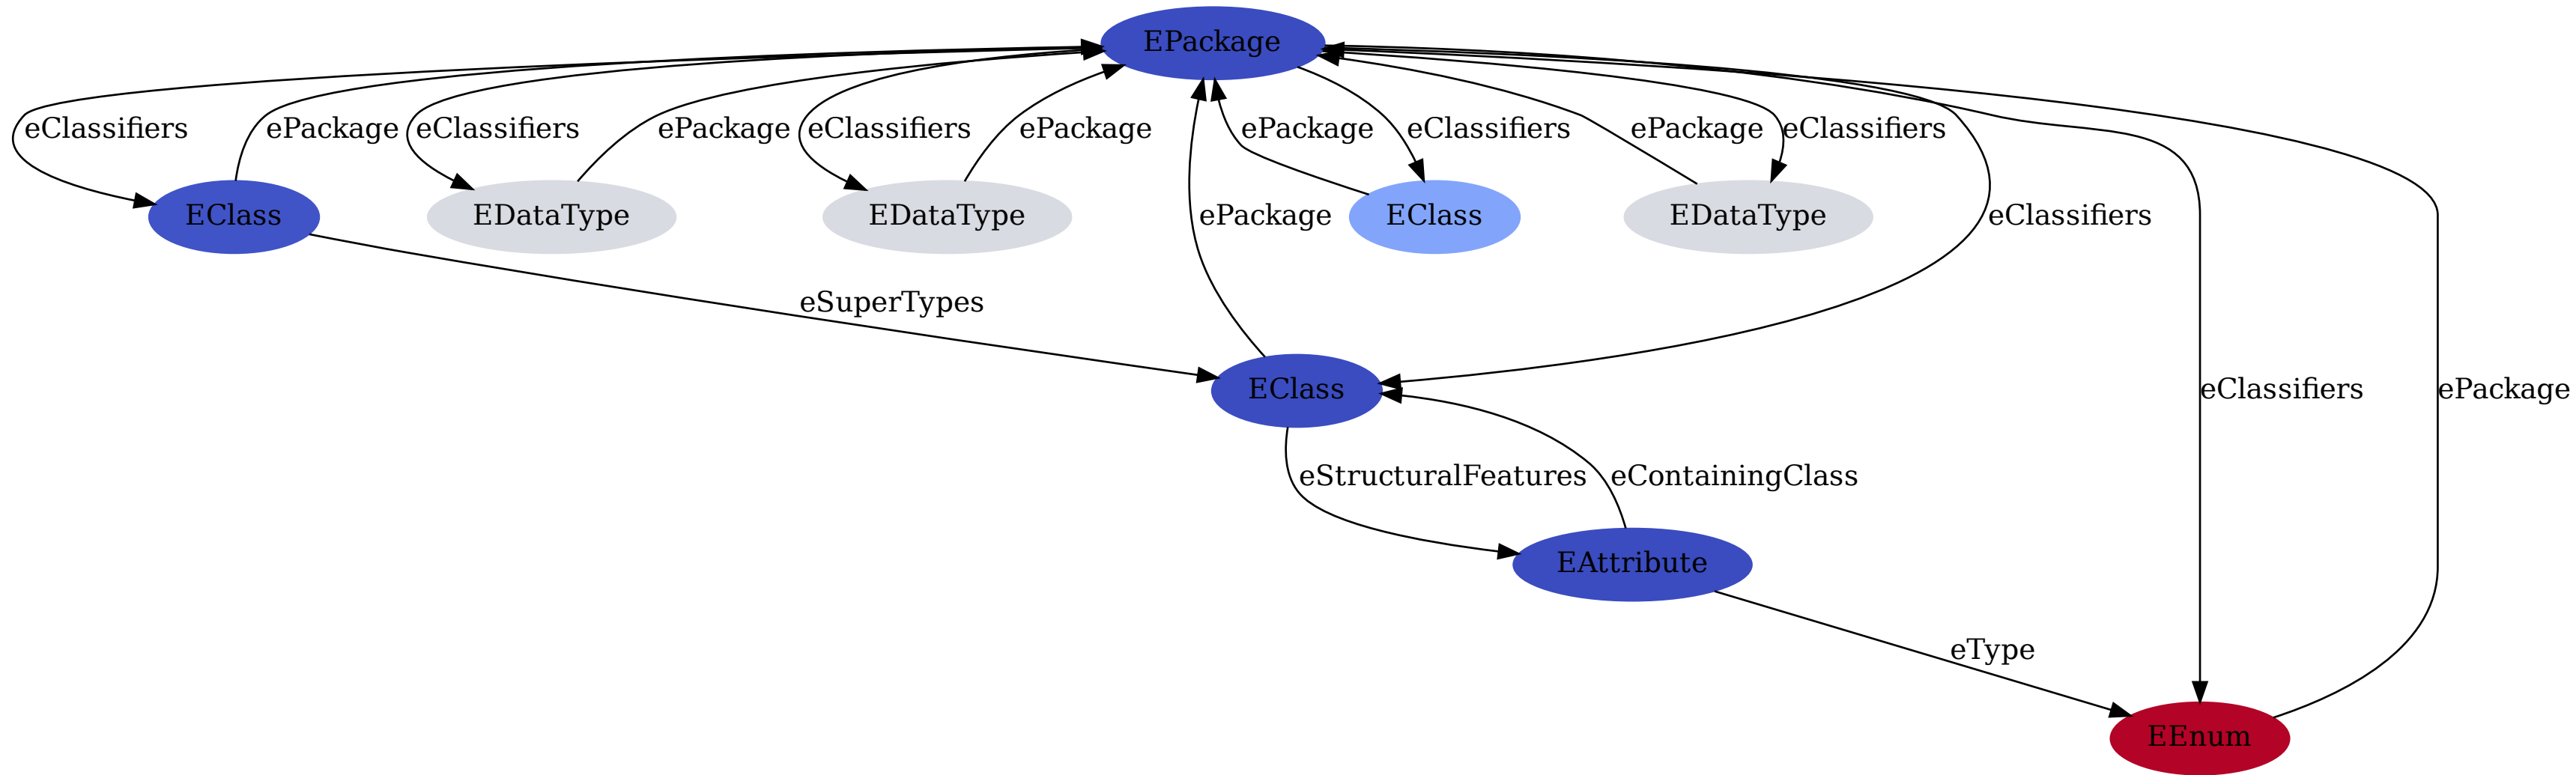 EPackage
eClassifiers
ePackage
eClassifiers
ePackage
eClassifiers
ePackage
ePackage
eClassifiers
ePackage
eClassifiers
EClass
EDataType
EDataType
ePackage
EClass
EDataType
eClassifiers
eSuperTypes
EClass
eClassifiers
ePackage
eStructuralFeatures
eContainingClass
EAttribute
eType
EEnum